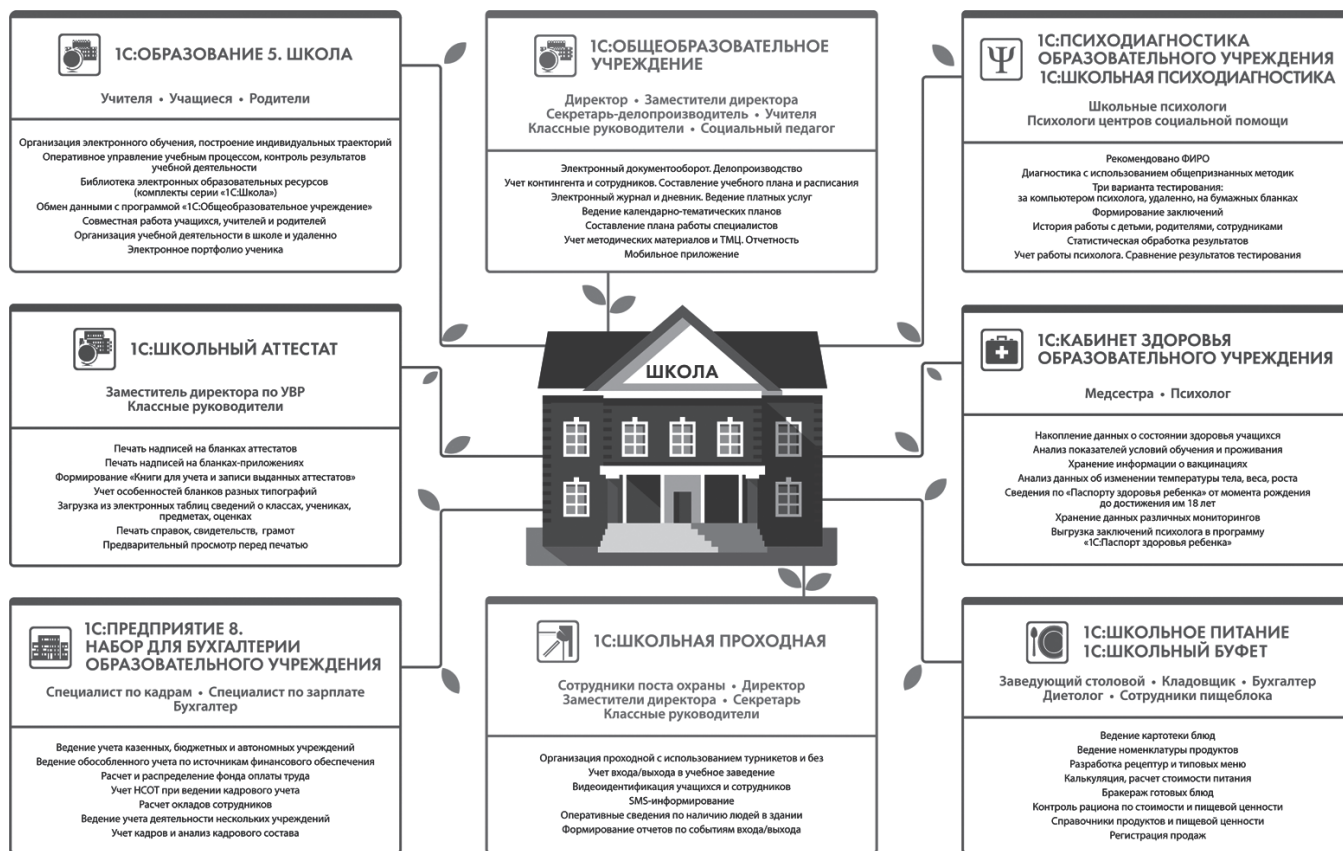 1С:ОБРАЗОВАНИЕ 5. ШКОЛА
Учителя • Учащиеся • Родители
Организация электронного обучения, построение индивидуальных траекторий
Оперативное управление учебным процессом, контроль результатов
учебной деятельности
Библиотека электронных образовательных ресурсов
(комплекты серии «1С:Школа»)
Обмен данными с программой «1С:Общеобразовательное учреждение»
Совместная работа учащихся, учителей и родителей
Организация учебной деятельности в школе и удаленно
Электронное портфолио ученика
1С:ОБЩЕОБРАЗОВАТЕЛЬНОЕ
УЧРЕЖДЕНИЕ
Директор • Заместители директора
Секретарь-делопроизводитель • Учителя
Классные руководители • Социальный педагог
Электронный документооборот. Делопроизводство
Учет контингента и сотрудников. Составление учебного плана и расписания
Электронный журнал и дневник. Ведение платных услуг
Ведение календарно-тематических планов
Составление плана работы специалистов
Учет методических материалов и ТМЦ. Отчетность
Мобильное приложение
Ψ
1С:ПСИХОДИАГНОСТИКА
ОБРАЗОВАТЕЛЬНОГО УЧРЕЖДЕНИЯ
1С:ШКОЛЬНАЯ ПСИХОДИАГНОСТИКА
Школьные психологи
Психологи центров социальной помощи
Рекомендовано ФИРО
Диагностика с использованием общепризнанных методик
Три варианта тестирования:
за компьютером психолога, удаленно, на бумажных бланках
Формирование заключений
История работы с детьми, родителями, сотрудниками
Статистическая обработка результатов
Учет работы психолога. Сравнение результатов тестирования
1С:ШКОЛЬНЫЙ АТТЕСТАТ
Заместитель директора по УВР
Классные руководители
Печать надписей на бланках аттестатов
Печать надписей на бланках-приложениях
Формирование «Книги для учета и записи выданных аттестатов»
Учет особенностей бланков разных типографий
Загрузка из электронных таблиц сведений о классах, учениках,
предметах, оценках
Печать справок, свидетельств, грамот
Предварительный просмотр перед печатью
ШКОЛА
1С:КАБИНЕТ ЗДОРОВЬЯ
ОБРАЗОВАТЕЛЬНОГО УЧРЕЖДЕНИЯ
Медсестра • Психолог
Накопление данных о состоянии здоровья учащихся
Анализ показателей условий обучения и проживания
Хранение информации о вакцинациях
Анализ данных об изменении температуры тела, веса, роста
Сведения по «Паспорту здоровья ребенка» от момента рождения
до достижения им 18 лет
Хранение данных различных мониторингов
Выгрузка заключений психолога в программу
«1С:Паспорт здоровья ребенка»
1С:ПРЕДПРИЯТИЕ 8.
НАБОР ДЛЯ БУХГАЛТЕРИИ
ОБРАЗОВАТЕЛЬНОГО УЧРЕЖДЕНИЯ
Специалист по кадрам • Специалист по зарплате
Бухгалтер
Ведение учета казенных, бюджетных и автономных учреждений
Ведение обособленного учета по источникам финансового обеспечения
Расчет и распределение фонда оплаты труда
Учет НСОТ при ведении кадрового учета
Расчет окладов сотрудников
Ведение учета деятельности нескольких учреждений
Учет кадров и анализ кадрового состава
1С:ШКОЛЬНАЯ ПРОХОДНАЯ
Сотрудники поста охраны • Директор
Заместители директора • Секретарь
Классные руководители
Организация проходной с использованием турникетов и без
Учет входа/выхода в учебное заведение
Видеоидентификация учащихся и сотрудников
SMS-информирование
Оперативные сведения по наличию людей в здании
Формирование отчетов по событиям входа/выхода
1С:ШКОЛЬНОЕ ПИТАНИЕ
1С:ШКОЛЬНЫЙ БУФЕТ
Заведующий столовой • Кладовщик • Бухгалтер
Диетолог • Сотрудники пищеблока
Ведение картотеки блюд
Ведение номенклатуры продуктов
Разработка рецептур и типовых меню
Калькуляция, расчет стоимости питания
Бракераж готовых блюд
Контроль рациона по стоимости и пищевой ценности
Справочники продуктов и пищевой ценности
Регистрация продаж